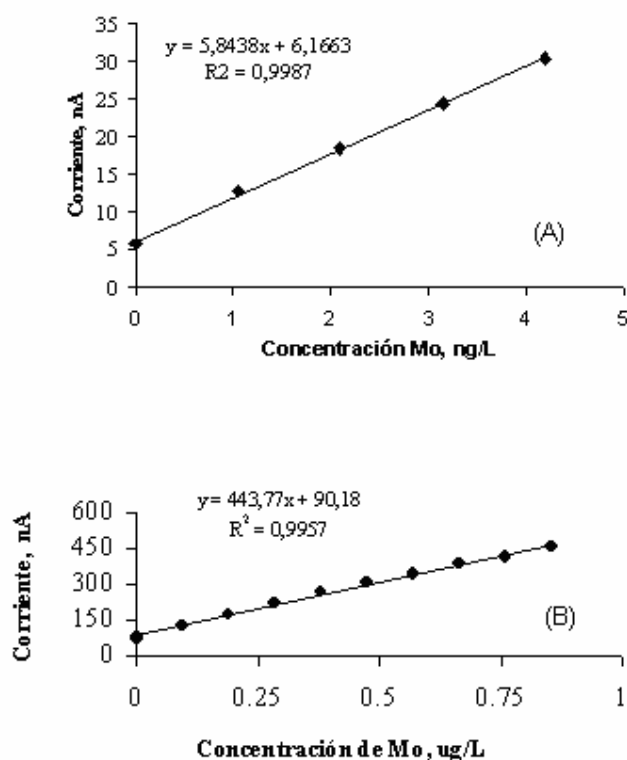 y = 5,8438x + 6,1663
R2 = 0,9987
35
30
25
20
15
10
5
0
Corriente, nA
(A)
0 1 2 3 4 5
Concentración Mo, ng/L
y = 443,77x + 90,18
R² = 0,9957
600
450
300
150
0
Corriente, nA
(B)
0 0.25 0.5 0.75 1
Concentración de Mo, ug/L